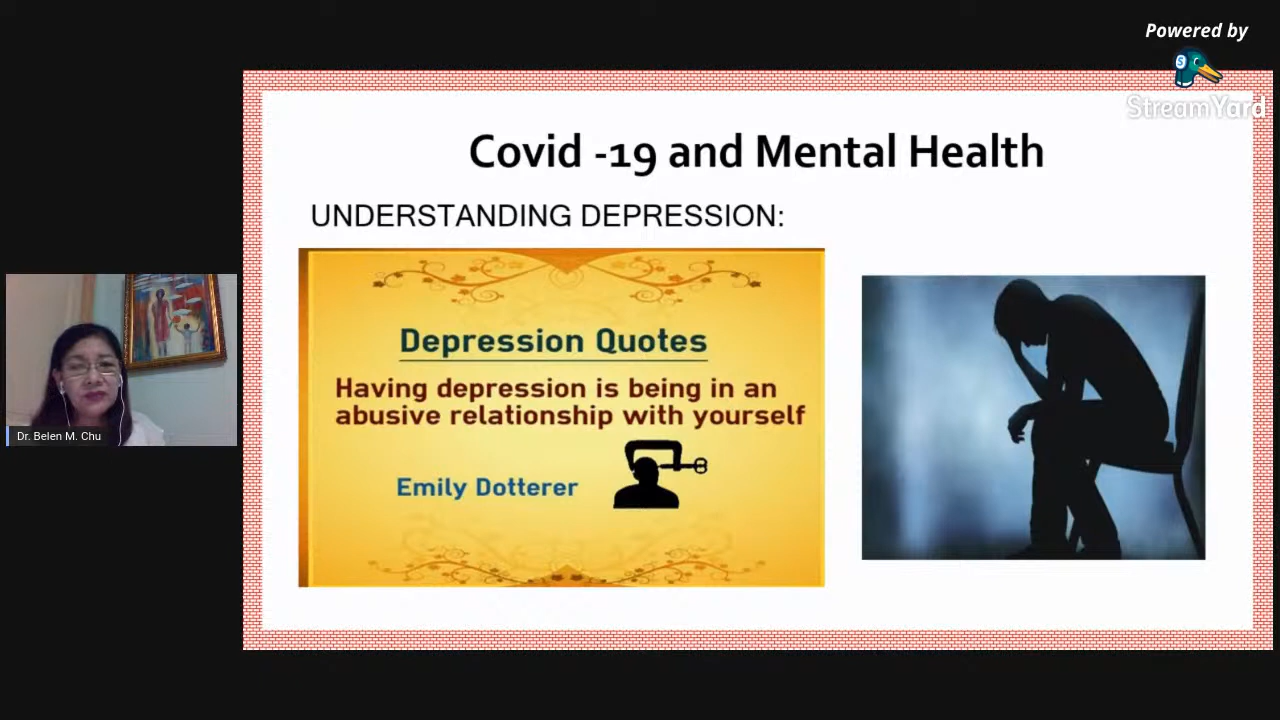 Powered by
StreamYard
Covid -19 and Mental Health
UNDERSTANDING DEPRESSION:
Depression Quotes
Having depression is being in an
abusive relationship with yourself
Emily Dotterer
Dr. Belen M. Chu